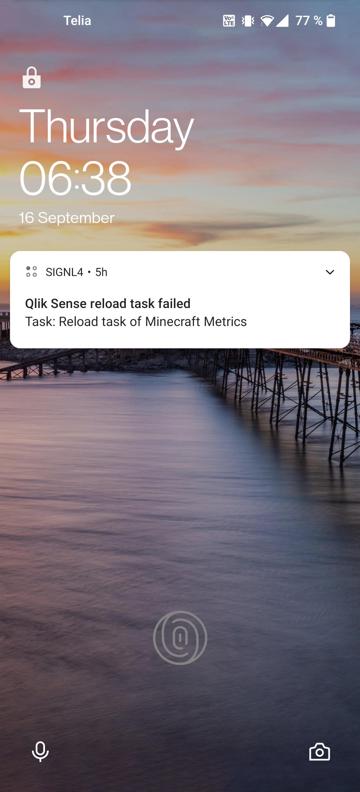 Telia
Vo) LTE 77 %
Thursday
06:38
16 September
SIGNL4 • 5h
Qlik Sense reload task failed
Task: Reload task of Minecraft Metrics